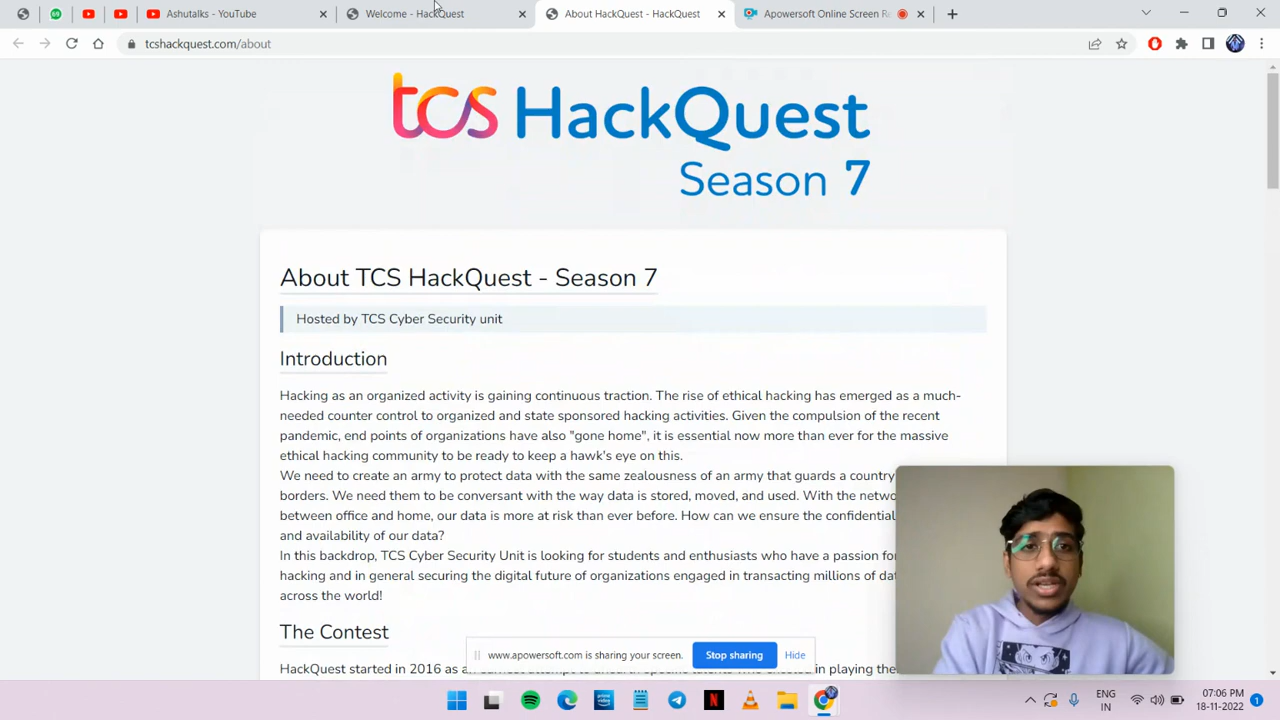 Ashutalks - YouTube
Welcome - HackQuest
About HackQuest - HackQuest
Apowersoft Online Screen Re
tcshackquest.com/about
tcs HackQuest
Season 7
About TCS HackQuest - Season 7
Hosted by TCS Cyber Security unit
Introduction
Hacking as an organized activity is gaining continuous traction. The rise of ethical hacking has emerged as a much-
needed counter control to organized and state sponsored hacking activities. Given the compulsion of the recent
pandemic, end points of organizations have also "gone home", it is essential now more than ever for the massive
ethical hacking community to be ready to keep a hawk's eye on this.
We need to create an army to protect data with the same zealousness of an army that guards a country
borders. We need them to be conversant with the way data is stored, moved, and used. With the netwo
between office and home, our data is more at risk than ever before. How can we ensure the confidential
and availability of our data?
In this backdrop, TCS Cyber Security Unit is looking for students and enthusiasts who have a passion fo
hacking and in general securing the digital future of organizations engaged in transacting millions of dat
across the world!
The Contest
www.apowersoft.com is sharing your screen.
Stop sharing
Hide
HackQuest started in 2016 as
in playing the
ENG
IN
07:06 PM
18-11-2022
1